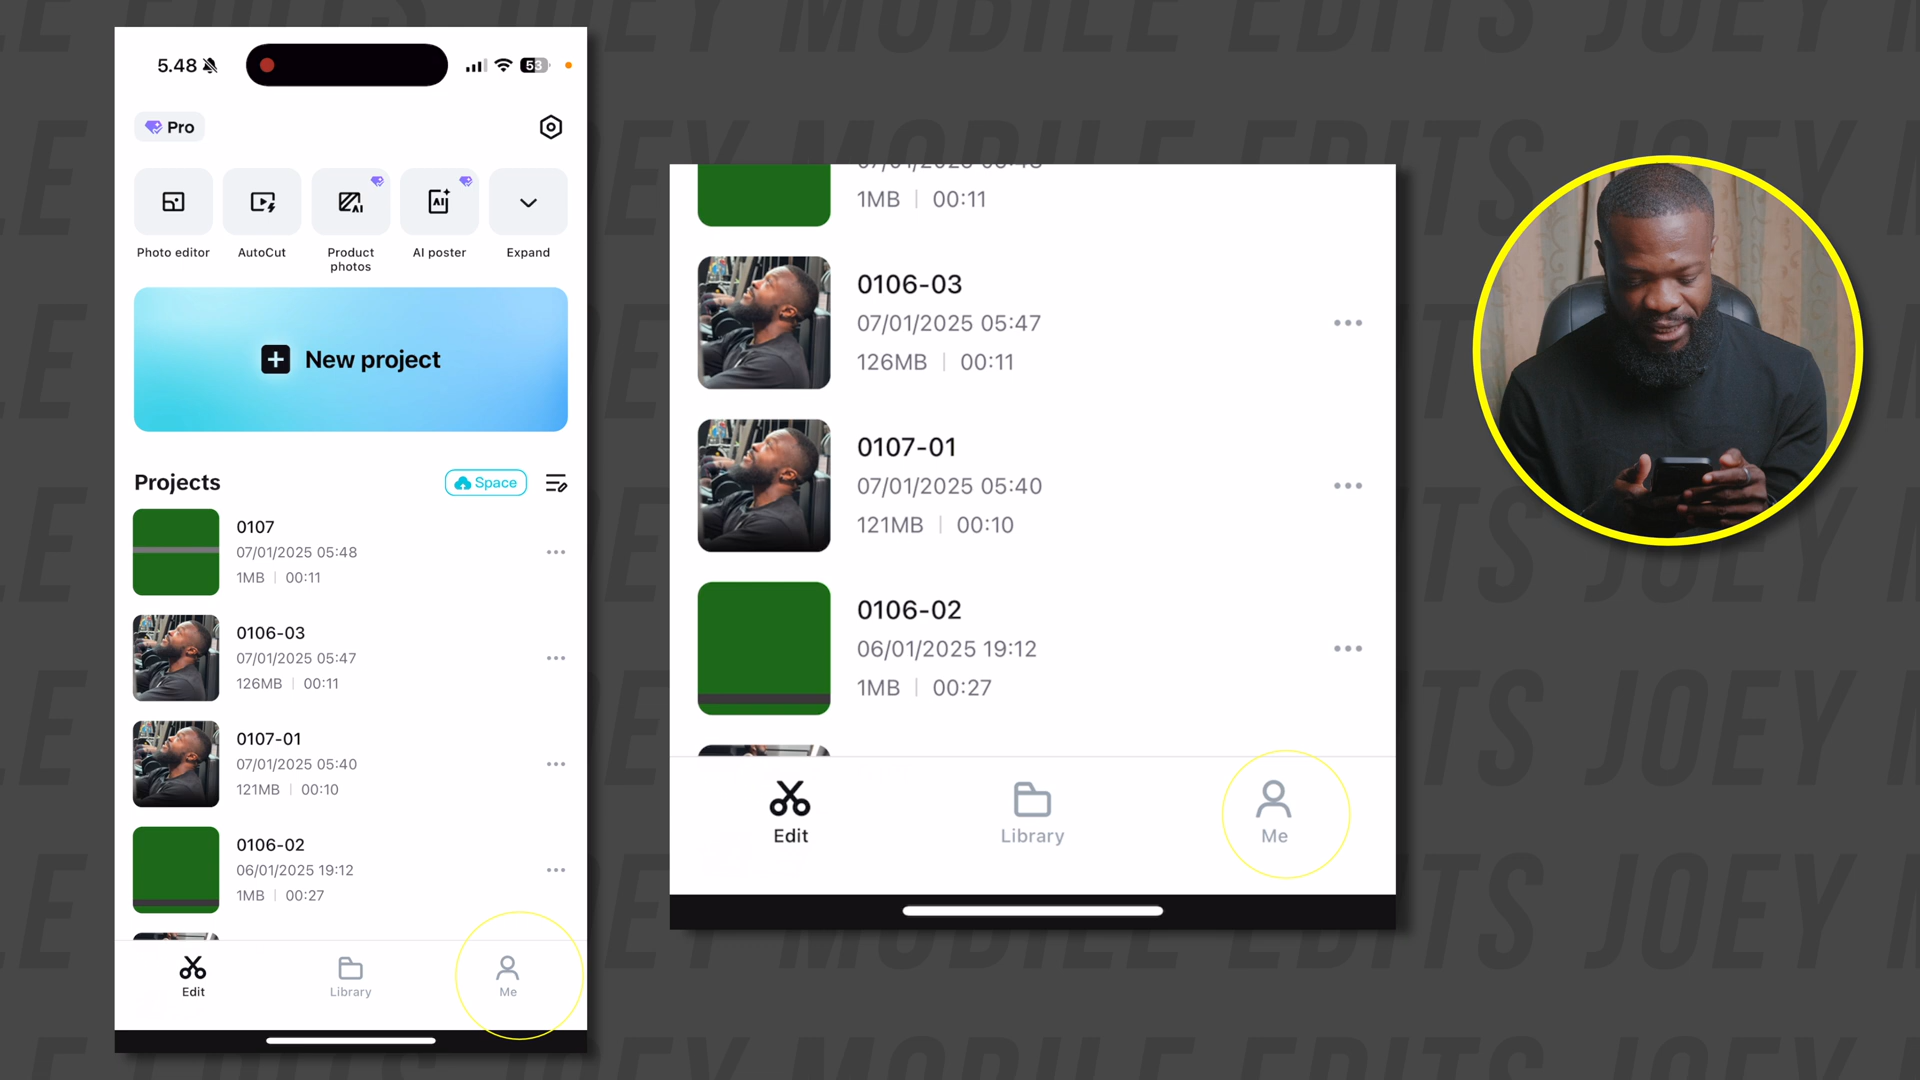 JOEY MOBILE EDITS
5.48
53
Pro
Photo editor
AutoCut
Product
photos
AI poster
Expand
New project
Projects
Space
0107
07/01/2025 05:48
1MB | 00:11
0106-03
07/01/2025 05:47
126MB | 00:11
0107-01
07/01/2025 05:40
121MB | 00:10
0106-02
06/01/2025 19:12
1MB | 00:27
Edit
Library
Me
1MB | 00:11
0106-03
07/01/2025 05:47
126MB | 00:11
0107-01
07/01/2025 05:40
121MB | 00:10
0106-02
06/01/2025 19:12
1MB | 00:27
Edit
Library
Me